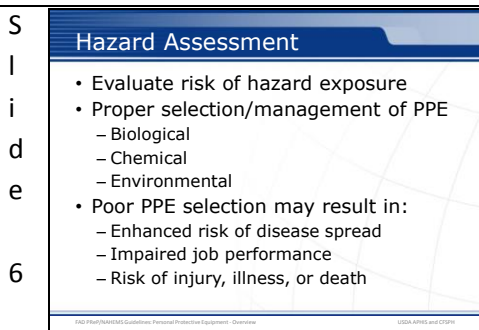 Slide 6
Hazard Assessment
• Evaluate risk of hazard exposure
• Proper selection/management of PPE
– Biological
– Chemical
– Environmental
• Poor PPE selection may result in:
– Enhanced risk of disease spread
– Impaired job performance
– Risk of injury, illness, or death
FAD PReP/NAHEMS Guidelines: Personal Protective Equipment - Overview
USDA APHIS and CFSPH